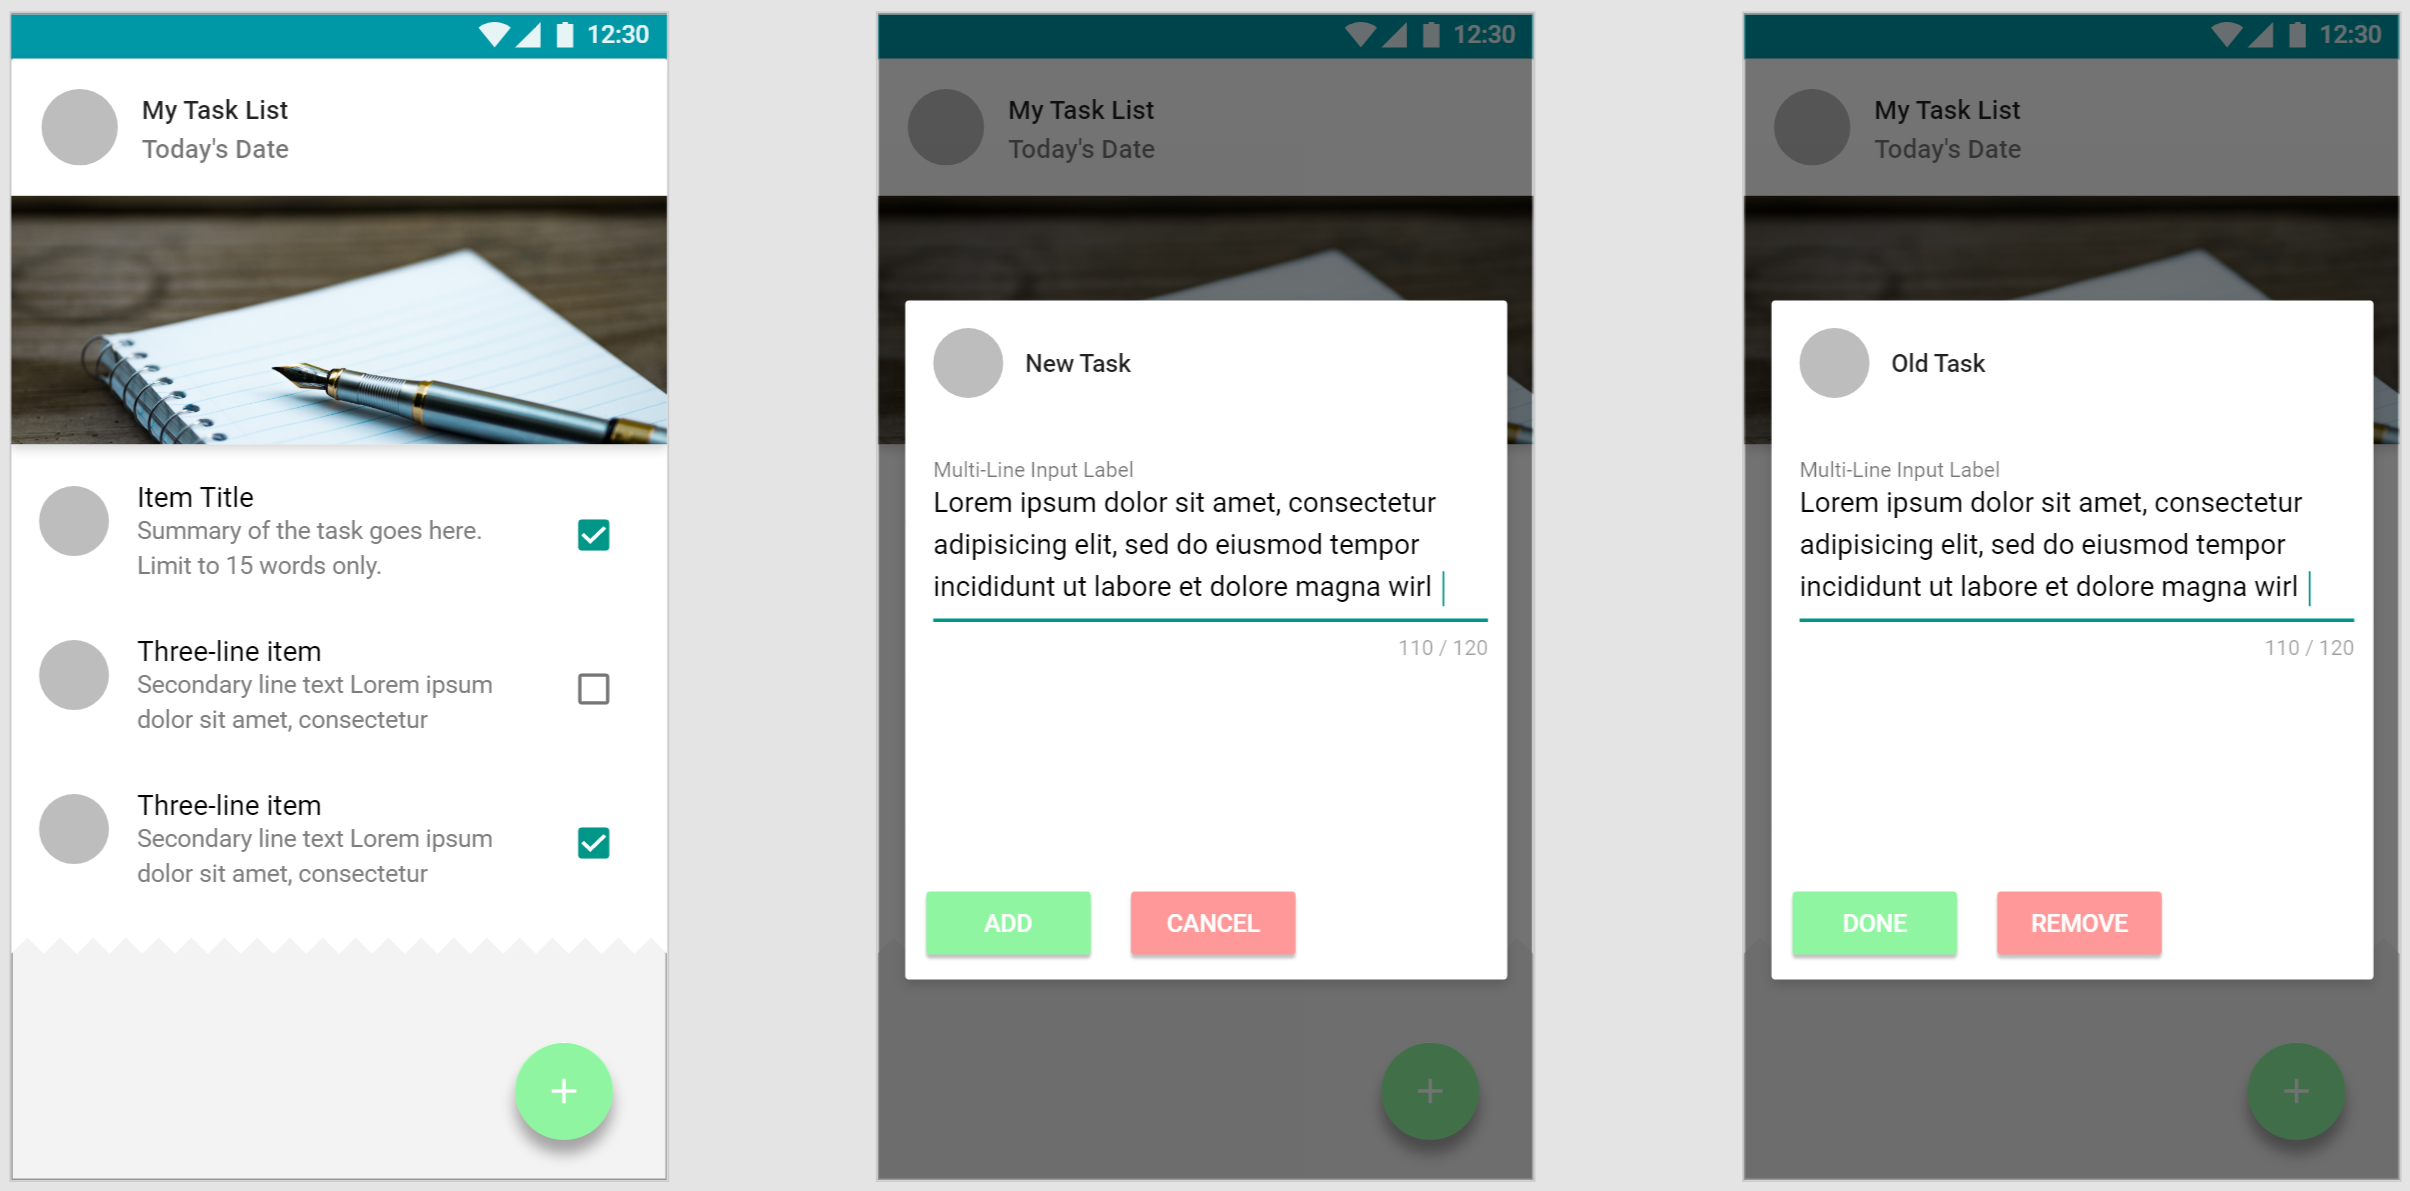 12:30
My Task List
Today's Date
Item Title
Summary of the task goes here.
Limit to 15 words only.
Three-line item
Secondary line text Lorem ipsum
dolor sit amet, consectetur
Three-line item
Secondary line text Lorem ipsum
dolor sit amet, consectetur
+
12:30
My Task List
Today's Date
New Task
Multi-Line Input Label
Lorem ipsum dolor sit amet, consectetur
adipisicing elit, sed do eiusmod tempor
incididunt ut labore et dolore magna wirl
110 / 120
ADD CANCEL
+
12:30
My Task List
Today's Date
Old Task
Multi-Line Input Label
Lorem ipsum dolor sit amet, consectetur
adipisicing elit, sed do eiusmod tempor
incididunt ut labore et dolore magna wirl
110 / 120
DONE REMOVE
+